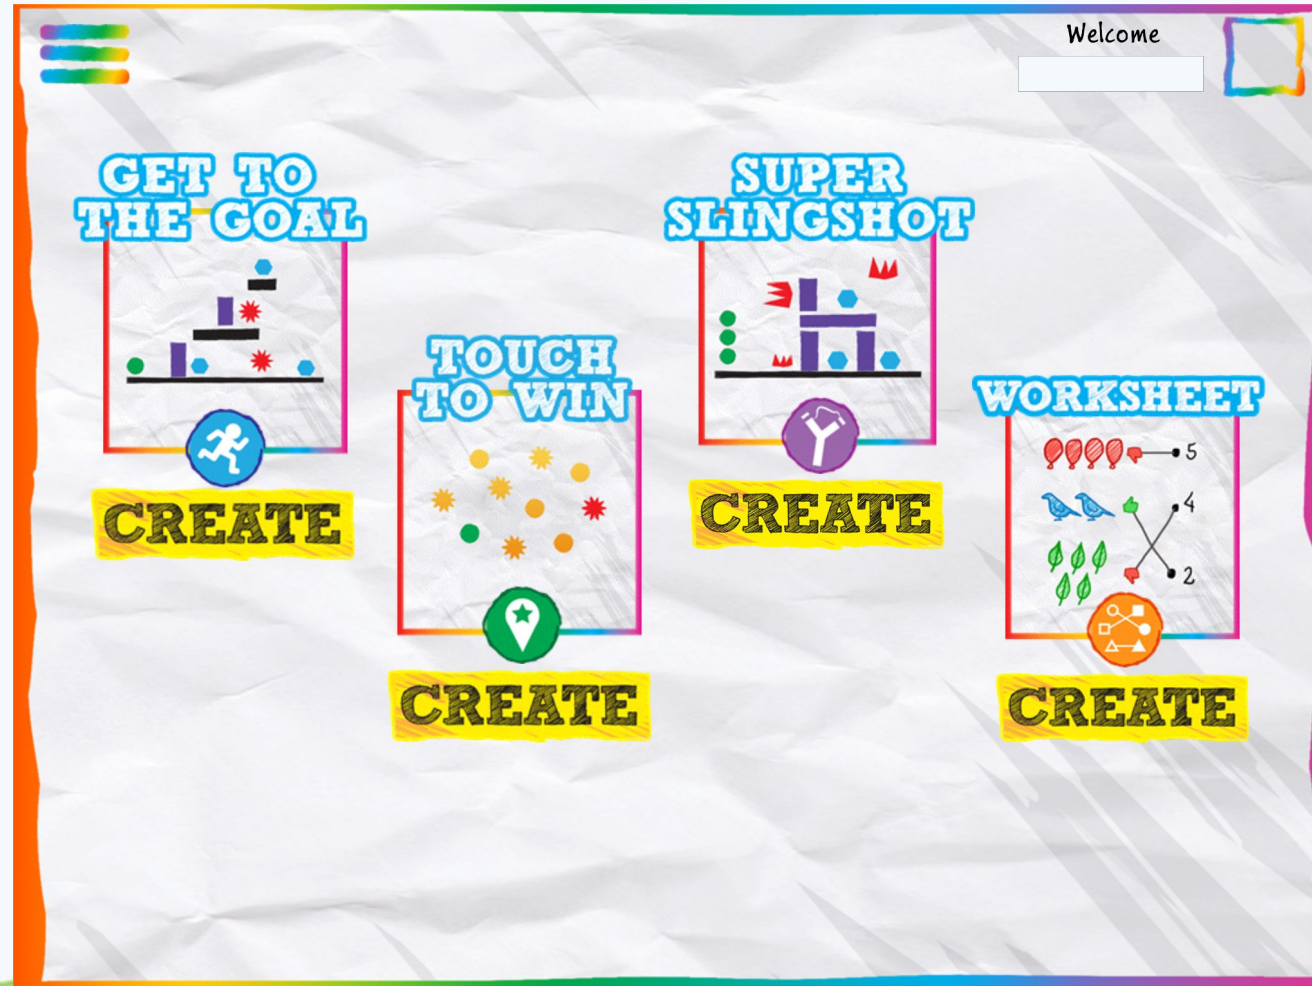 Welcome
GET TO
THE GOAL
CREATE
TOUCH
TO WIN
CREATE
SUPER
SLINGSHOT
CREATE
WORKSHEET
5
4
2
CREATE